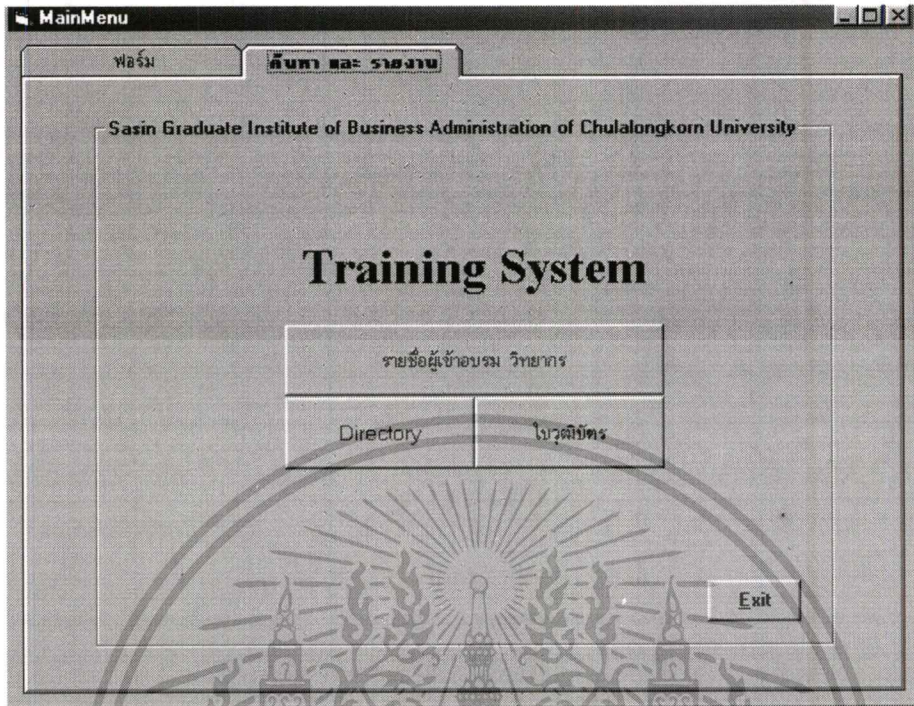 MainMenu
ฟอร์ม
ค้นหา และ รายงาน
Sasin Graduate Institute of Business Administration of Chulalongkorn University
Training System
รายชื่อผู้เข้าอบรม วิทยากร
Directory
ใบวุฒิบัตร
Exit